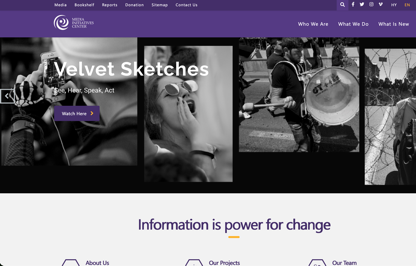 Media Bookshelf Reports Donation Sitemap Contact Us
HY EN
MEDIA
INITIATIVES
CENTER
Who We Are What We Do What Is New
Velvet Sketches
See, Hear, Speak, Act
Watch Here
Information is power for change
About Us Our Projects Our Team